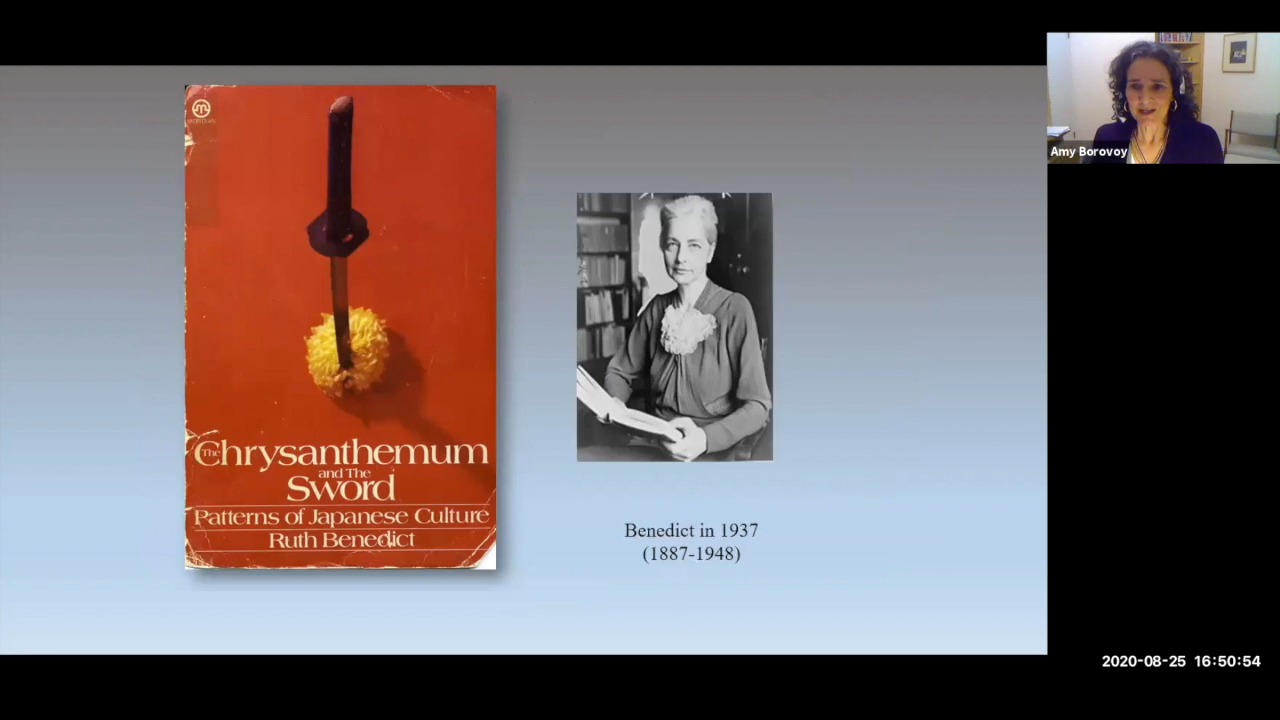 MERIDIAN
The Chrysanthemum
and The
Sword
Patterns of Japanese Culture
Ruth Benedict
Benedict in 1937
(1887-1948)
Amy Borovoy
2020-08-25 16:50:54